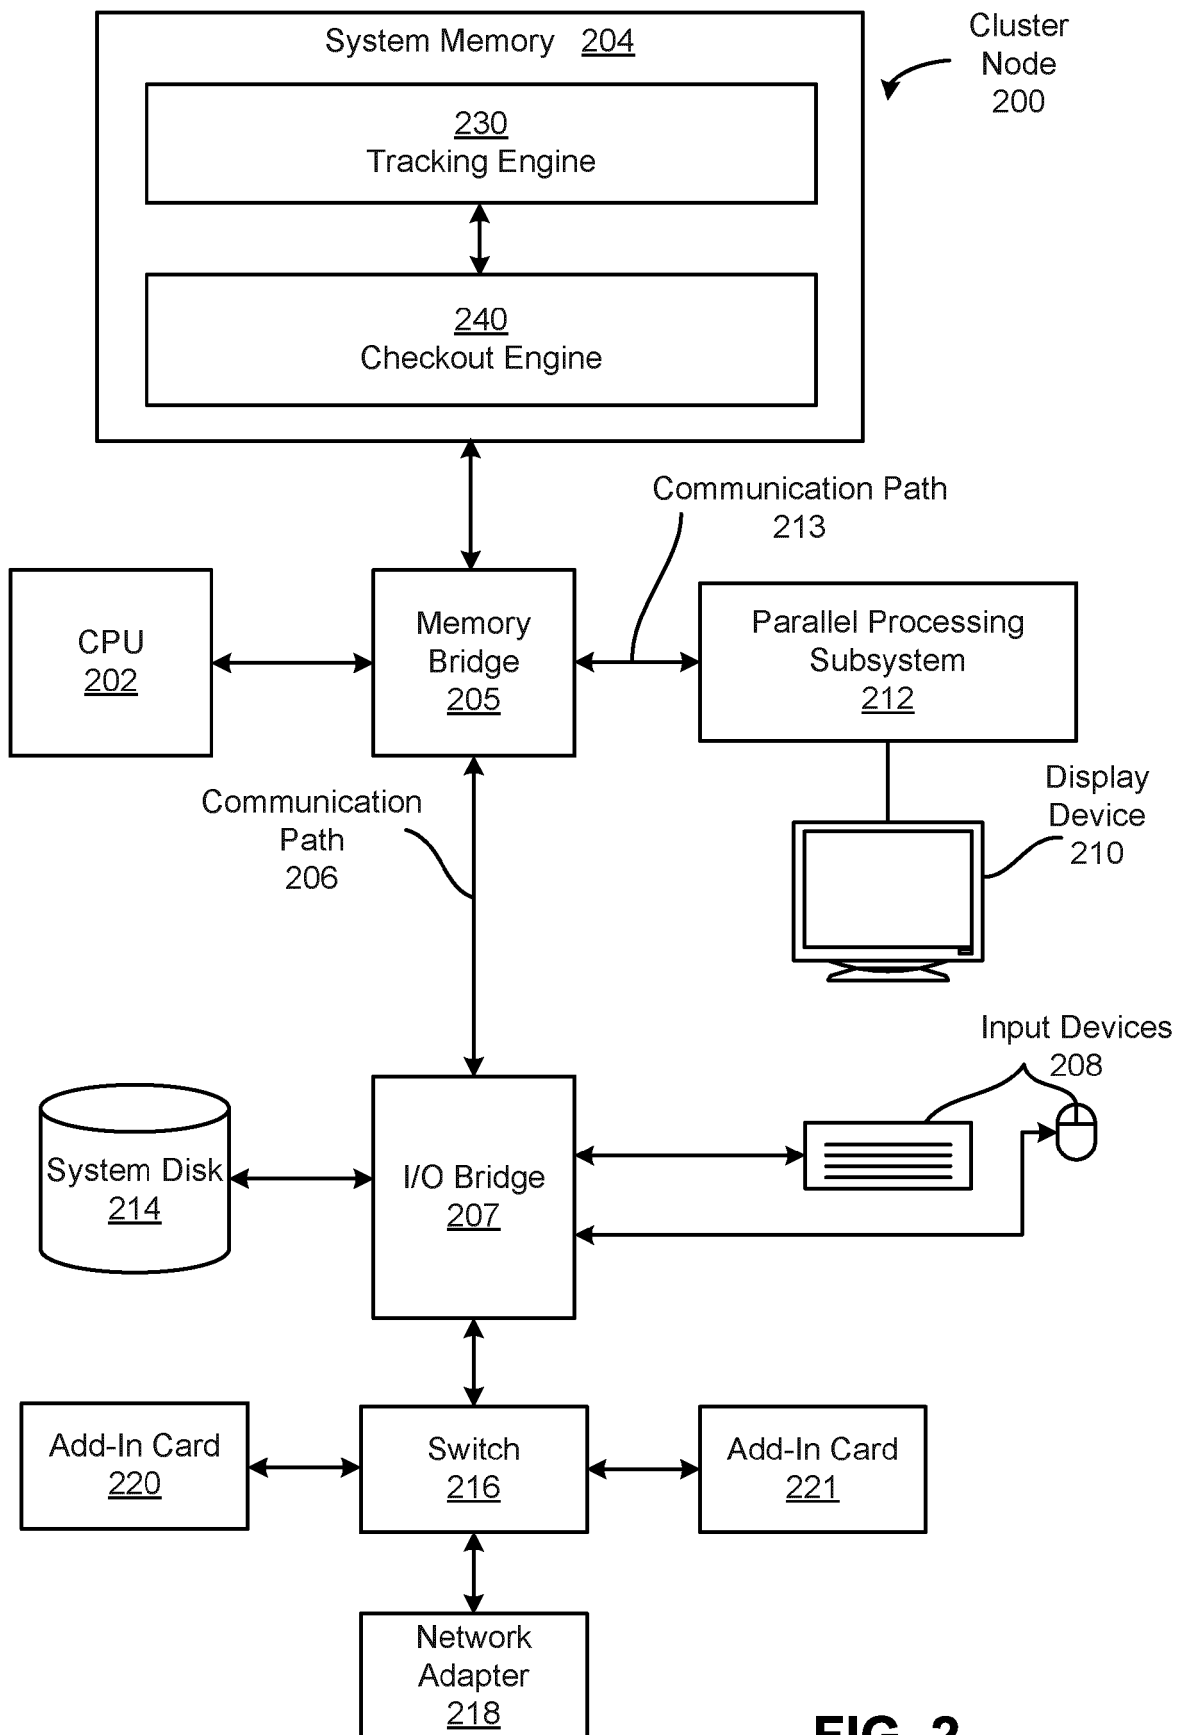 System Memory 204
Cluster
Node
200
230
Tracking Engine
240
Checkout Engine
Communication Path
213
CPU
202
Memory
Bridge
205
Parallel Processing
Subsystem
212
Communication
Path
206
Display
Device
210
Input Devices
208
System Disk
214
I/O Bridge
207
Add-In Card
220
Switch
216
Add-In Card
221
Network
Adapter
218
FIG. 2